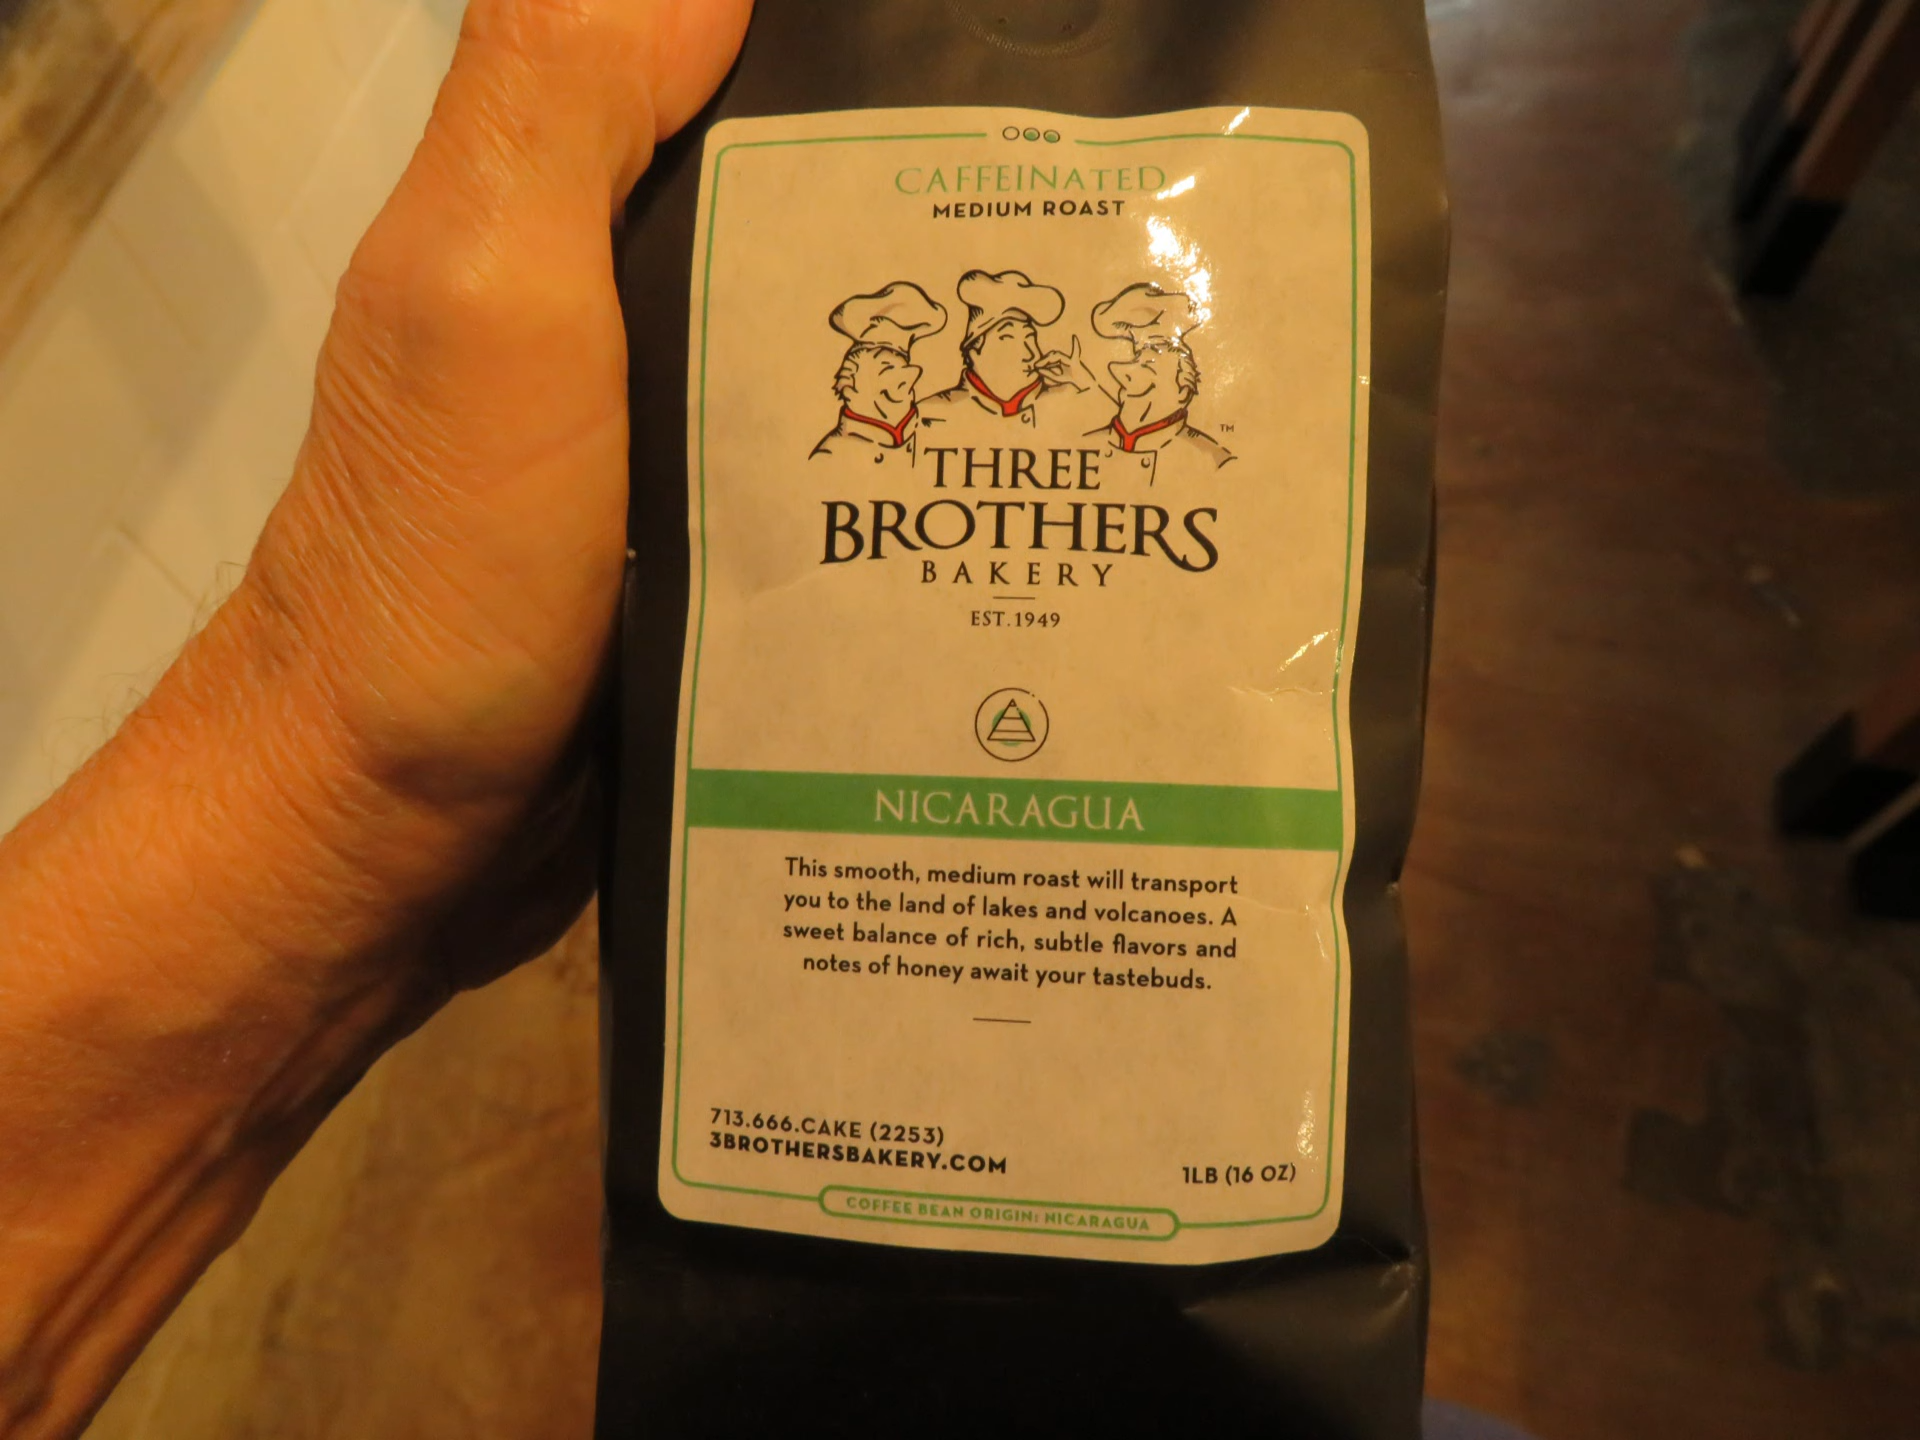 CAFFEINATED
MEDIUM ROAST
TM
THREE
BROTHERS
BAKERY
EST.1949
NICARAGUA
This smooth, medium roast will transport
you to the land of lakes and volcanoes. A
sweet balance of rich, subtle flavors and
notes of honey await your tastebuds.
713.666.CAKE (2253)
3BROTHERSBAKERY.COM
1LB (16 OZ)
COFFEE BEAN ORIGIN: NICARAGUA